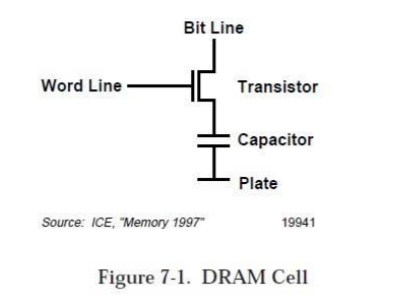 Bit Line
Word Line
Transistor
Capacitor
Plate
Source: ICE, "Memory 1997"
19941
Figure 7-1. DRAM Cell